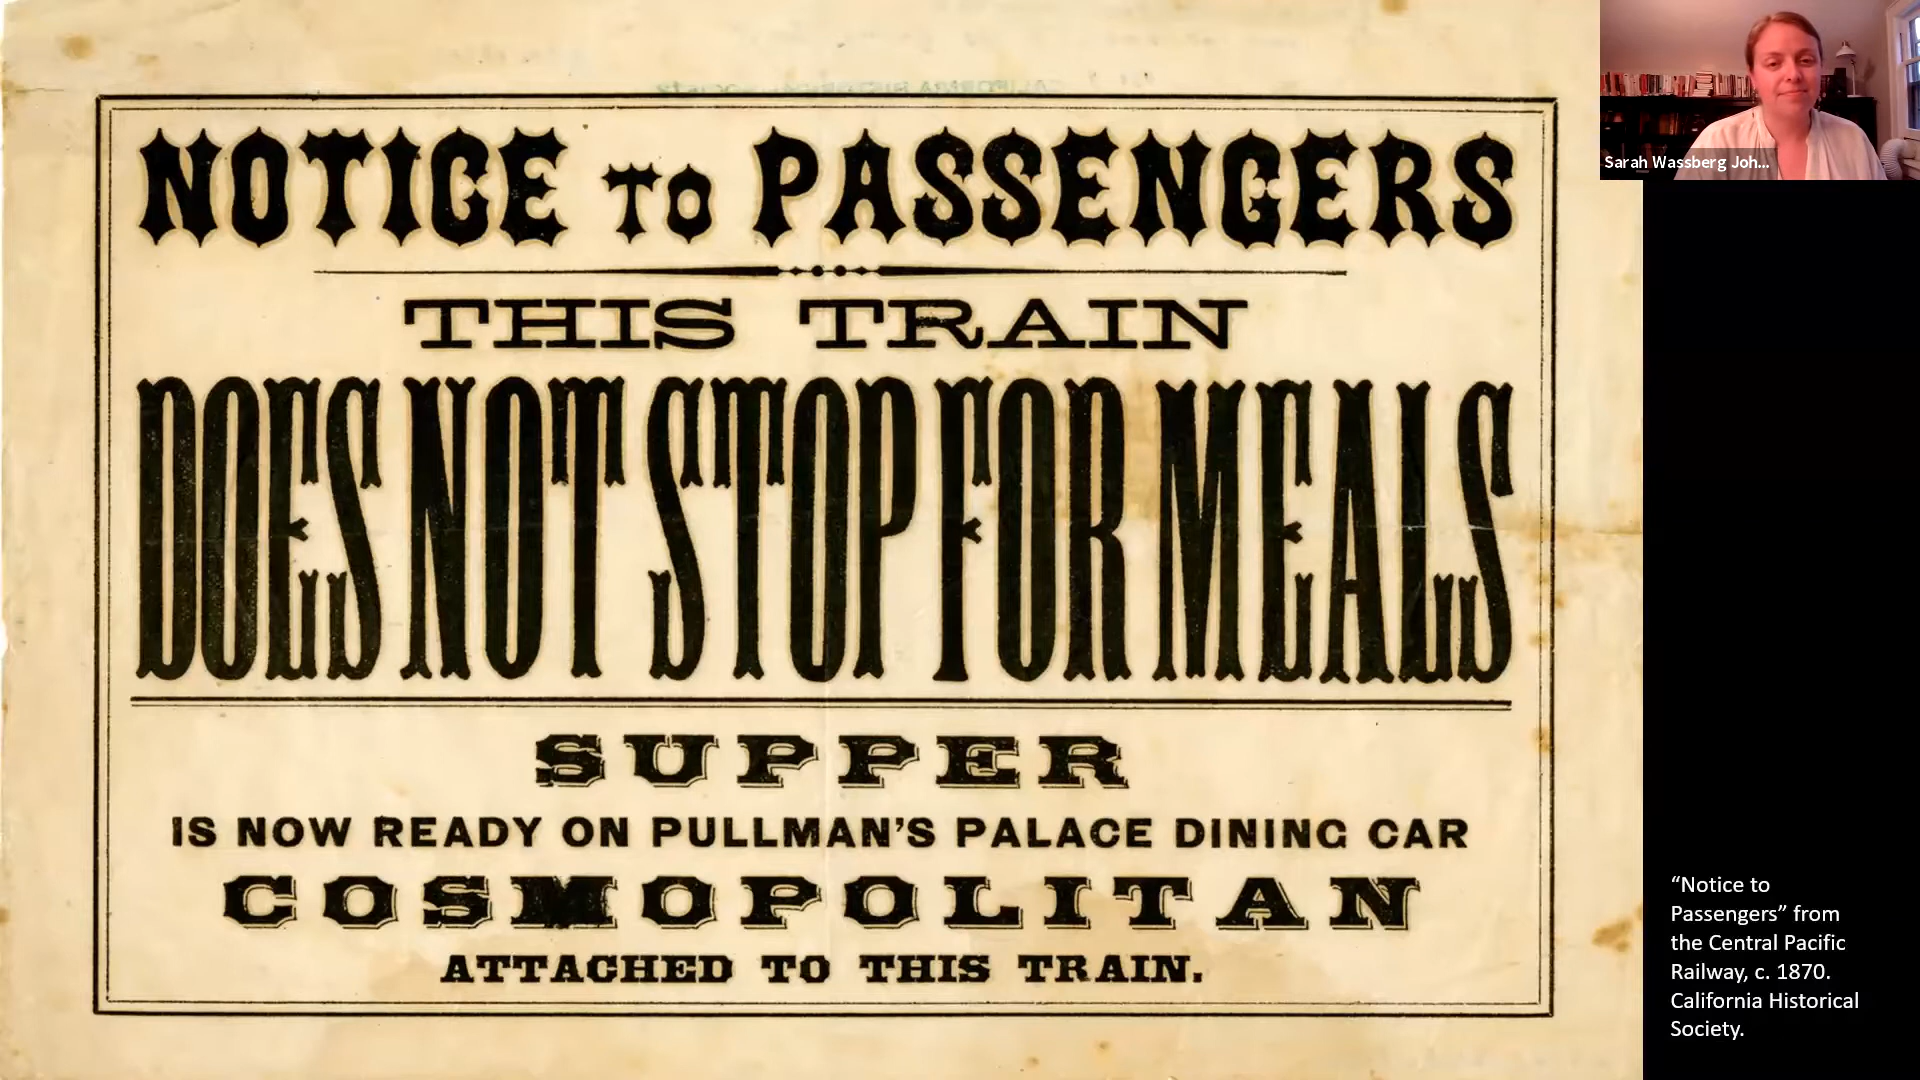 NOTICE TO PASSENGERS
THIS TRAIN
DOES NOT STOP FOR MEALS
SUPPER
IS NOW READY ON PULLMAN'S PALACE DINING CAR
COSMOPOLITAN
ATTACHED TO THIS TRAIN.
Sarah Wassberg Joh...
“Notice to
Passengers” from
the Central Pacific
Railway, c. 1870.
California Historical
Society.